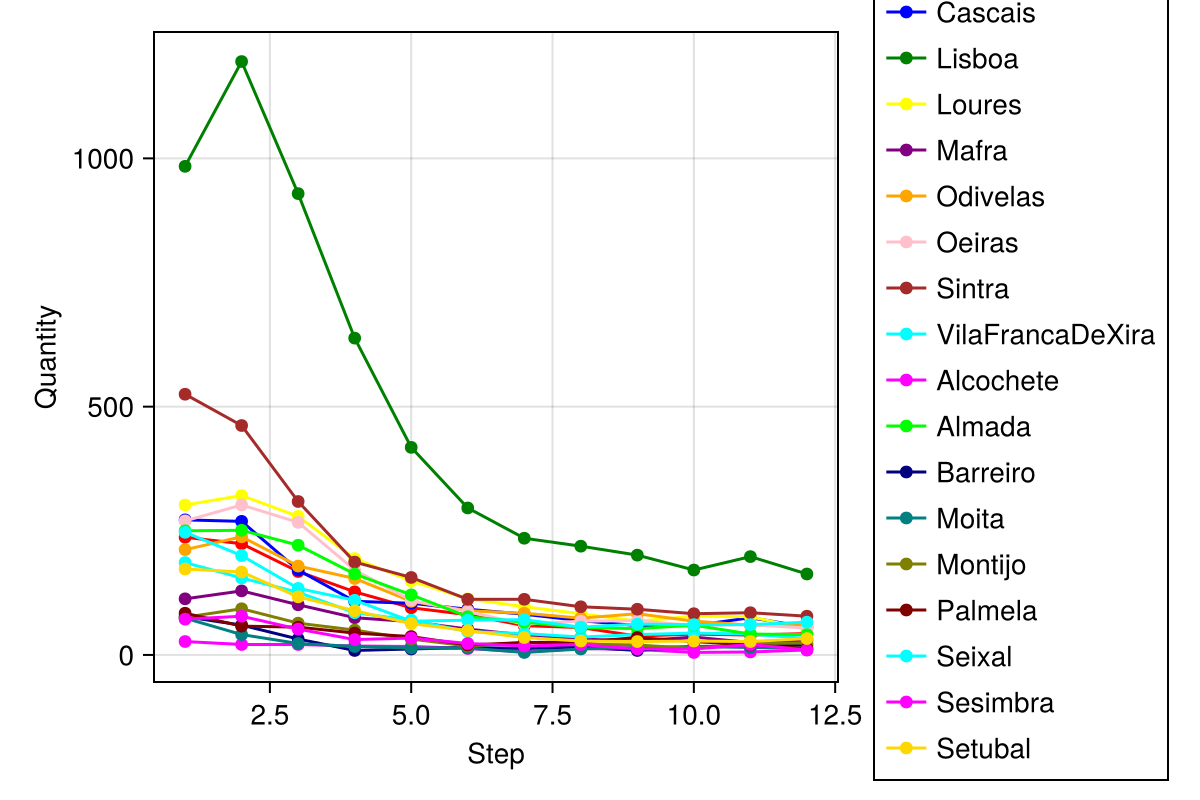 Quantity
1000
500
0
2.5
5.0
7.5
10.0
12.5
Step
Cascais
Lisboa
Loures
Mafra
Odivelas
Oeiras
Sintra
VilaFrancaDeXira
Alcochete
Almada
Barreiro
Moita
Montijo
Palmela
Seixal
Sesimbra
Setubal